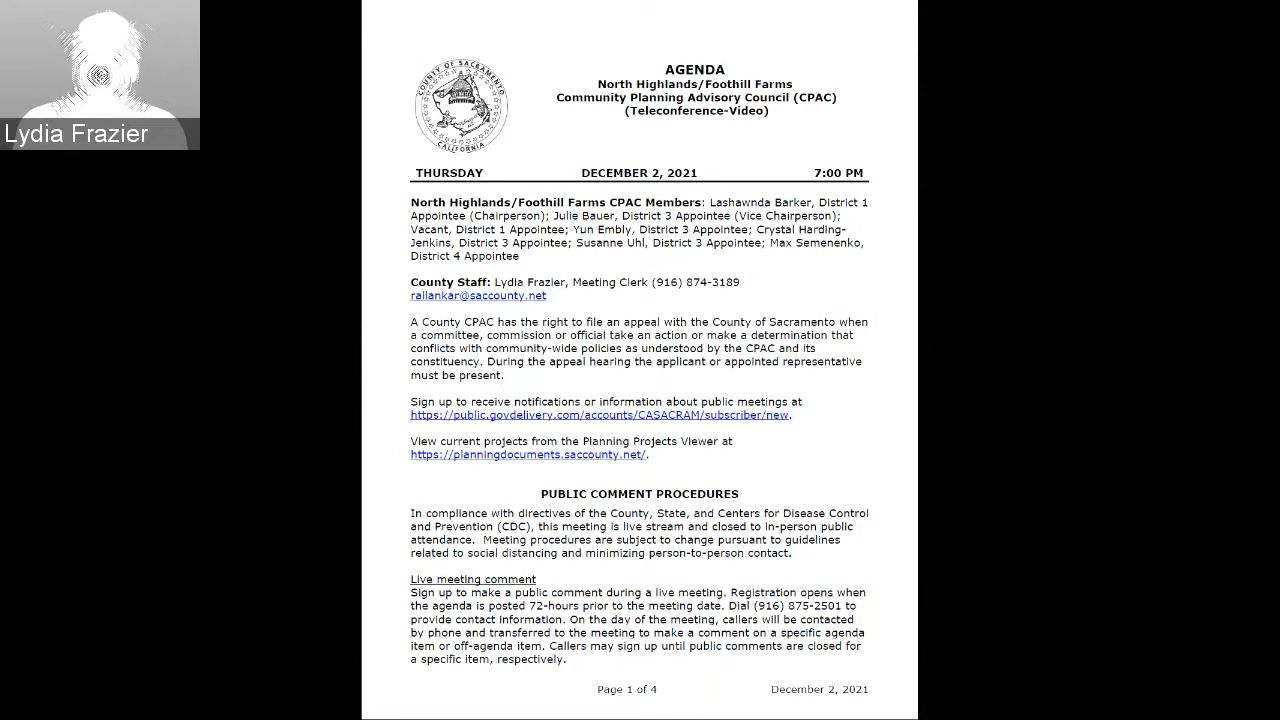 Lydia Frazier
COUNTY OF SACRAMENTO
CALIFORNIA
AGENDA
North Highlands/Foothill Farms
Community Planning Advisory Council (CPAC)
(Teleconference-Video)
THURSDAY DECEMBER 2, 2021 7:00 PM
North Highlands/Foothill Farms CPAC Members: Lashawnda Barker, District 1
Appointee (Chairperson); Julie Bauer, District 3 Appointee (Vice Chairperson);
Vacant, District 1 Appointee; Yun Embly, District 3 Appointee; Crystal Harding-
Jenkins, District 3 Appointee; Susanne Uhl, District 3 Appointee; Max Semenenko,
District 4 Appointee
County Staff: Lydia Frazier, Meeting Clerk (916) 874-3189
rallankar@saccounty.net
A County CPAC has the right to file an appeal with the County of Sacramento when
a committee, commission or official take an action or make a determination that
conflicts with community-wide policies as understood by the CPAC and its
constituency. During the appeal hearing the applicant or appointed representative
must be present.
Sign up to receive notifications or information about public meetings at
https://public.govdelivery.com/accounts/CASACRAM/subscriber/new.
View current projects from the Planning Projects Viewer at
https://planningdocuments.saccounty.net/.
PUBLIC COMMENT PROCEDURES
In compliance with directives of the County, State, and Centers for Disease Control
and Prevention (CDC), this meeting is live stream and closed to in-person public
attendance. Meeting procedures are subject to change pursuant to guidelines
related to social distancing and minimizing person-to-person contact.
Live meeting comment
Sign up to make a public comment during a live meeting. Registration opens when
the agenda is posted 72-hours prior to the meeting date. Dial (916) 875-2501 to
provide contact information. On the day of the meeting, callers will be contacted
by phone and transferred to the meeting to make a comment on a specific agenda
item or off-agenda item. Callers may sign up until public comments are closed for
a specific item, respectively.
Page 1 of 4 December 2, 2021